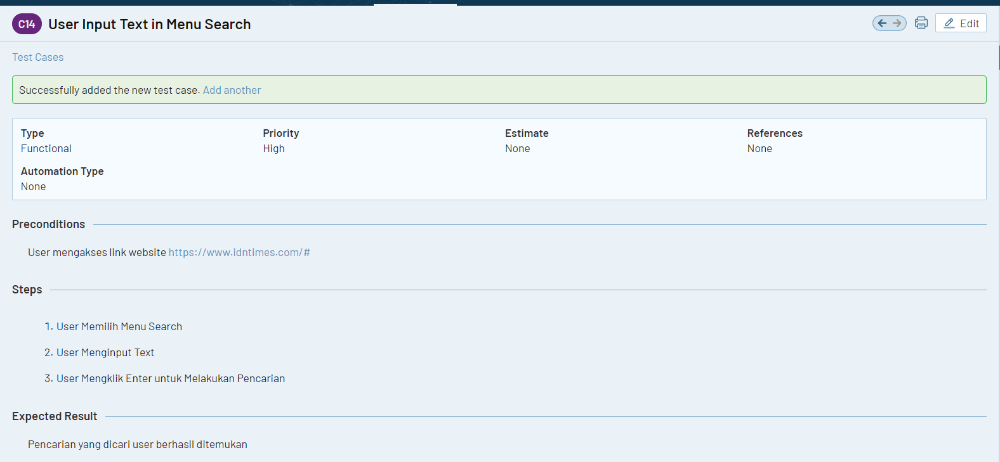 C14 User Input Text in Menu Search Edit
Test Cases
Successfully added the new test case. Add another
Type Priority Estimate References
Functional High None None
Automation Type
None
Preconditions
User mengakses link website https://www.idntimes.com/#
Steps
1. User Memilih Menu Search
2. User Menginput Text
3. User Mengklik Enter untuk Melakukan Pencarian
Expected Result
Pencarian yang dicari user berhasil ditemukan